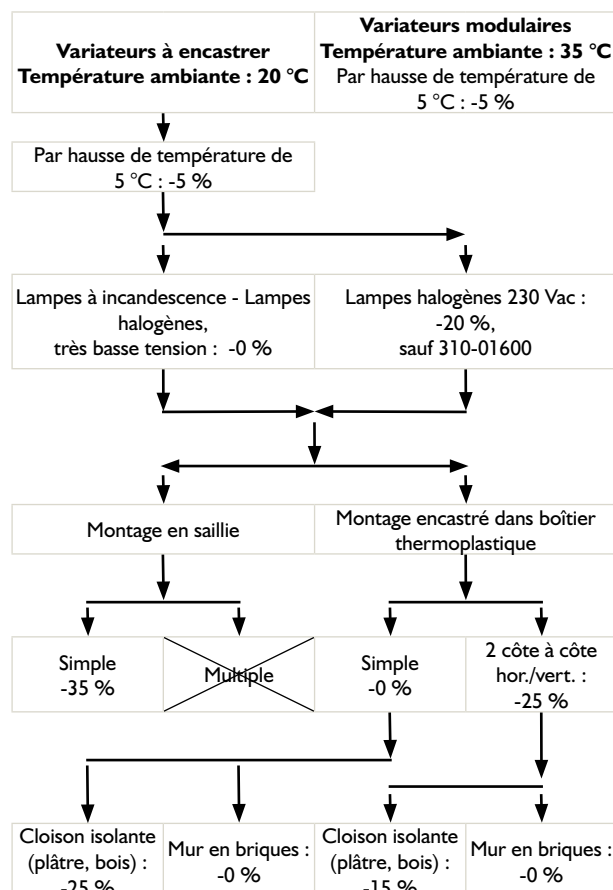 Variateurs à encastrer
Température ambiante : 20 °C
Variateurs modulaires
Température ambiante : 35 °C
Par hausse de température de
5 °C : -5 %
Par hausse de température de
5 °C : -5 %
Lampes à incandescence - Lampes
halogènes,
très basse tension : -0 %
Lampes halogènes 230 Vac :
-20 %,
sauf 310-01600
Montage en saillie
Montage encastré dans boîtier
thermoplastique
Simple
-35 %
Multiple
Simple
-0 %
2 côte à côte
hor./vert. :
-25 %
Cloison isolante
(plâtre, bois) :
-25 %
Mur en briques :
-0 %
Cloison isolante
(plâtre, bois) :
-15 %
Mur en briques :
-0 %